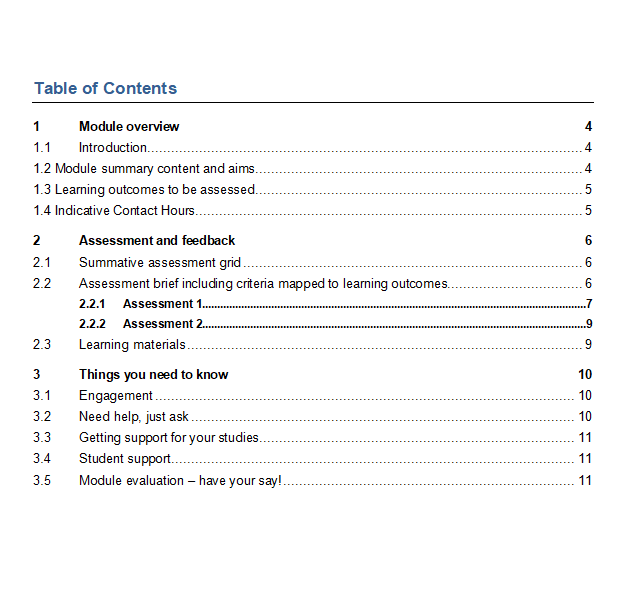 Table of Contents
1 Module overview 4
1.1 Introduction 4
1.2 Module summary content and aims 4
1.3 Learning outcomes to be assessed 5
1.4 Indicative Contact Hours 5
2 Assessment and feedback 6
2.1 Summative assessment grid 6
2.2 Assessment brief including criteria mapped to learning outcomes 6
2.2.1 Assessment 1 7
2.2.2 Assessment 2 9
2.3 Learning materials 9
3 Things you need to know 10
3.1 Engagement 10
3.2 Need help, just ask 10
3.3 Getting support for your studies 11
3.4 Student support 11
3.5 Module evaluation – have your say! 11